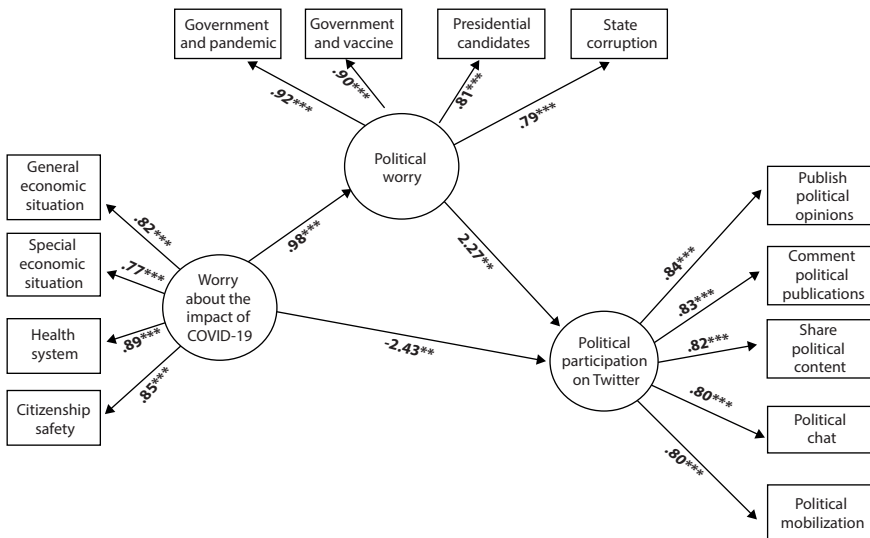 Government
and pandemic
Government
and vaccine
Presidential
candidates
State
corruption
.92***
.90***
.81***
.79***
Political
worry
General
economic
situation
Special
economic
situation
Health
system
Citizenship
safety
.82***
.77***
.89***
.85***
Worry
about the
impact of
COVID-19
.98***
2.27**
-2.43**
Political
participation
on Twitter
.84***
.83***
.82***
.80***
.80***
Publish
political
opinions
Comment
political
publications
Share
political
content
Political
chat
Political
mobilization